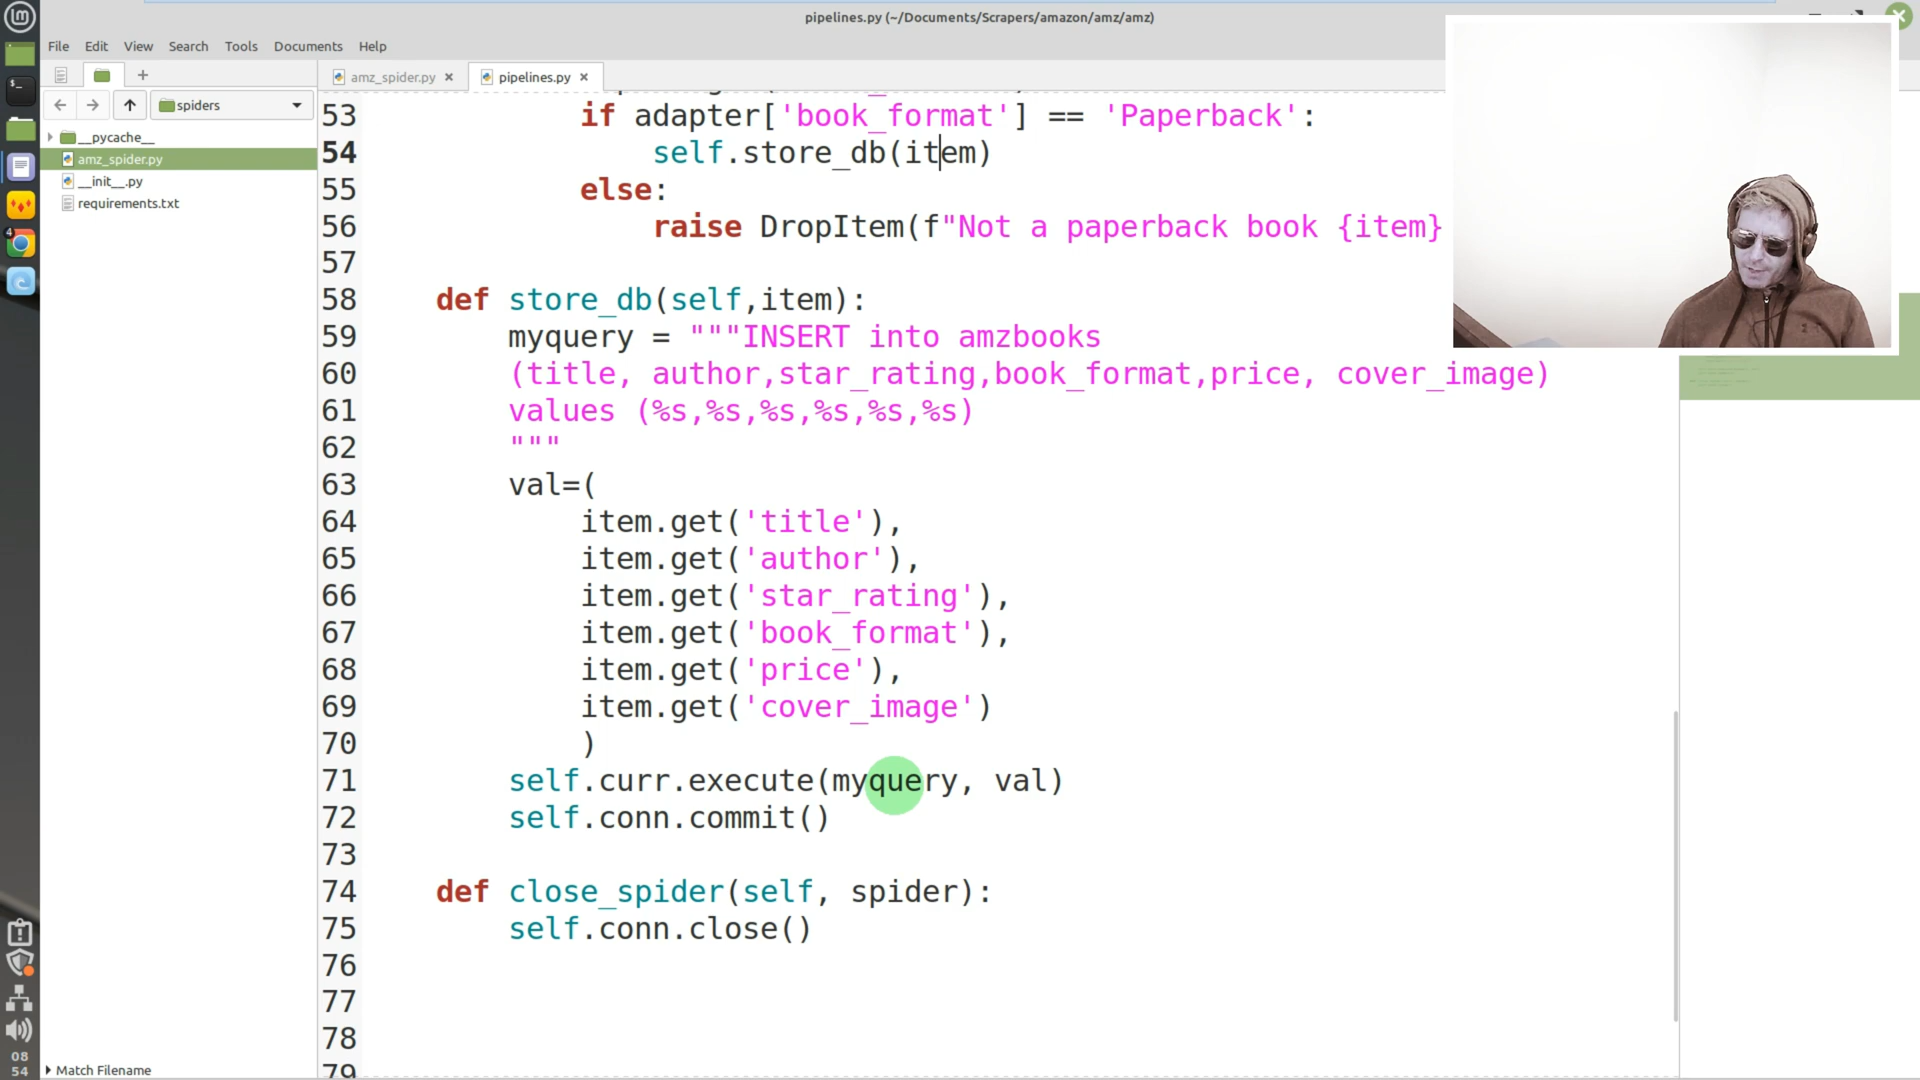 pipelines.py (~/Documents/Scrapers/amazon/amz/amz)
File Edit View Search Tools Documents Help
amz_spider.py
pipelines.py
spiders
__pycache__
amz_spider.py
__init__.py
requirements.txt
53 if adapter['book_format'] == 'Paperback':
54 self.store_db(item)
55 else:
56 raise DropItem(f"Not a paperback book {item}
57
58 def store_db(self,item):
59 myquery = """INSERT into amzbooks
60 (title, author,star_rating,book_format,price, cover_image)
61 values (%s,%s,%s,%s,%s,%s)
62 """
63 val=(
64 item.get('title'),
65 item.get('author'),
66 item.get('star_rating'),
67 item.get('book_format'),
68 item.get('price'),
69 item.get('cover_image')
70 )
71 self.curr.execute(myquery, val)
72 self.conn.commit()
73
74 def close_spider(self, spider):
75 self.conn.close()
76
77
78
79
4
08
54
Match Filename